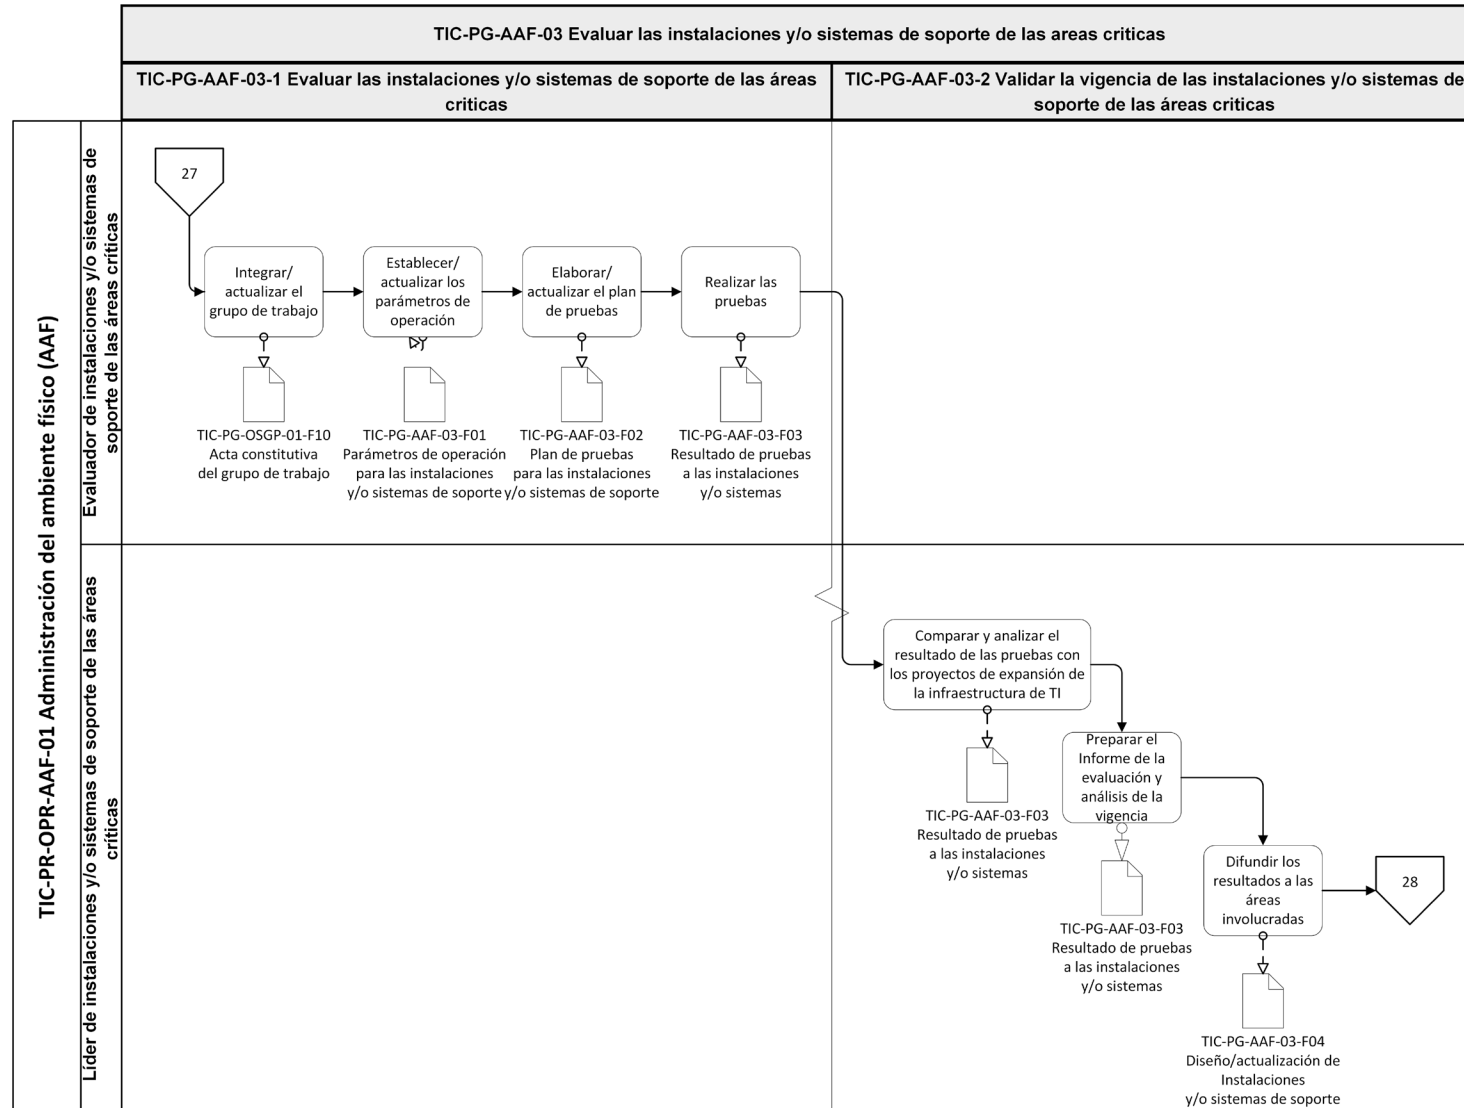 TIC-PG-AAF-03 Evaluar las instalaciones y/o sistemas de soporte de las areas criticas
TIC-PG-AAF-03-1 Evaluar las instalaciones y/o sistemas de soporte de las áreas
criticas
TIC-PG-AAF-03-2 Validar la vigencia de las instalaciones y/o sistemas de
soporte de las áreas criticas
TIC-PR-OPR-AAF-01 Administración del ambiente físico (AAF)
Evaluador de instalaciones y/o sistemas de
soporte de las áreas críticas
27
Integrar/
actualizar el
grupo de trabajo
Establecer/
actualizar los
parámetros de
operación
Elaborar/
actualizar el plan
de pruebas
Realizar las
pruebas
TIC-PG-OSGP-01-F10
Acta constitutiva
del grupo de trabajo
TIC-PG-AAF-03-F01
Parámetros de operación
para las instalaciones
y/o sistemas de soporte
TIC-PG-AAF-03-F02
Plan de pruebas
para las instalaciones
y/o sistemas de soporte
TIC-PG-AAF-03-F03
Resultado de pruebas
a las instalaciones
y/o sistemas
Líder de instalaciones y/o sistemas de soporte de las áreas
críticas
Comparar y analizar el
resultado de las pruebas con
los proyectos de expansión de
la infraestructura de TI
TIC-PG-AAF-03-F03
Resultado de pruebas
a las instalaciones
y/o sistemas
Preparar el
Informe de la
evaluación y
análisis de la
vigencia
TIC-PG-AAF-03-F03
Resultado de pruebas
a las instalaciones
y/o sistemas
Difundir los
resultados a las
áreas
involucradas
28
TIC-PG-AAF-03-F04
Diseño/actualización de
Instalaciones
y/o sistemas de soporte